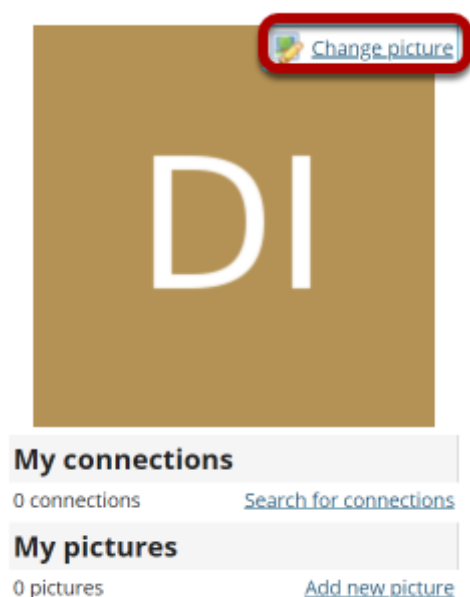 Change picture
DI
My connections
0 connections Search for connections
My pictures
0 pictures Add new picture